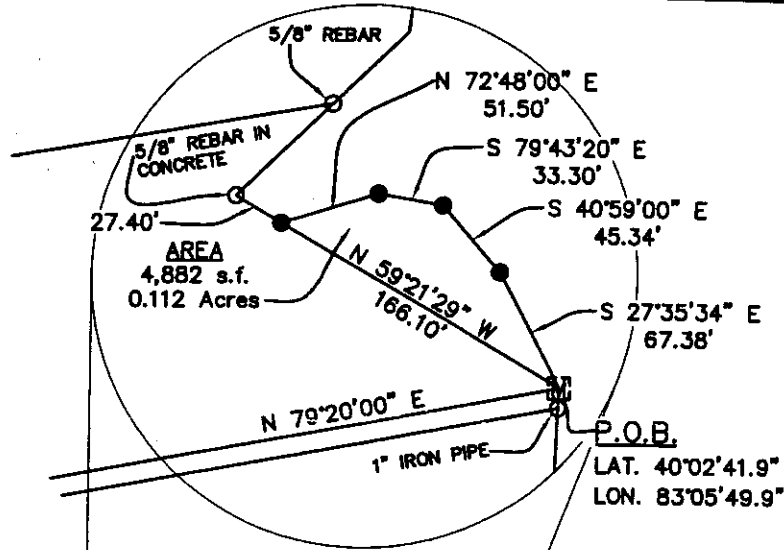 5/8" REBAR
N 72°48'00" E
51.50'
5/8" REBAR IN
CONCRETE
S 79°43'20" E
33.30'
27.40'
S 40°59'00" E
45.34'
AREA
4,882 s.f.
0.112 Acres
N 59°21'29" W
166.10'
S 27°35'34" E
67.38'
N 79°20'00" E
1" IRON PIPE
P.O.B.
LAT. 40°02'41.9"
LON. 83°05'49.9"